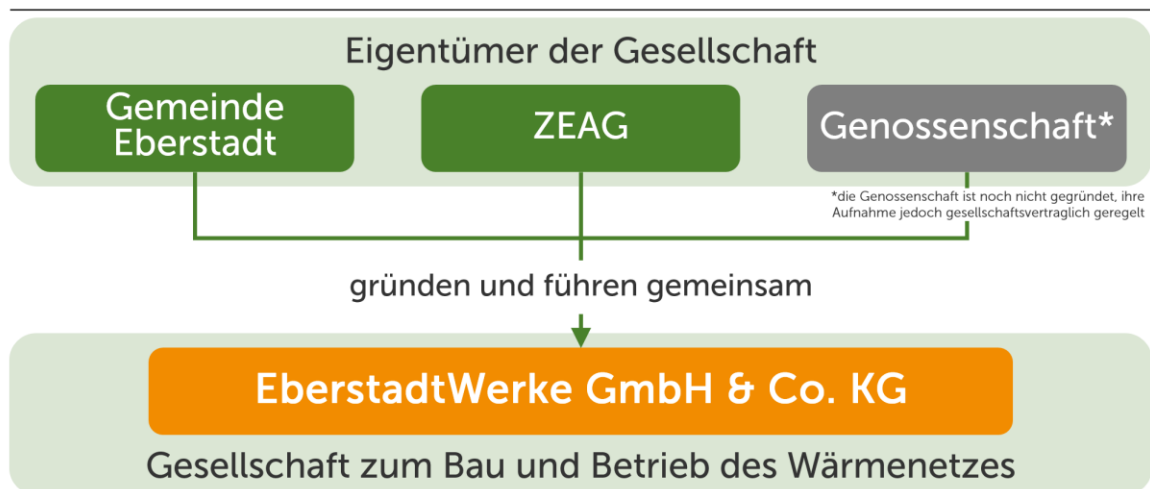 Eigentümer der Gesellschaft
Gemeinde
Eberstadt
ZEAG
Genossenschaft*
*die Genossenschaft ist noch nicht gegründet, ihre
Aufnahme jedoch gesellschaftsvertraglich geregelt
gründen und führen gemeinsam
EberstadtWerke GmbH & Co. KG
Gesellschaft zum Bau und Betrieb des Wärmenetzes